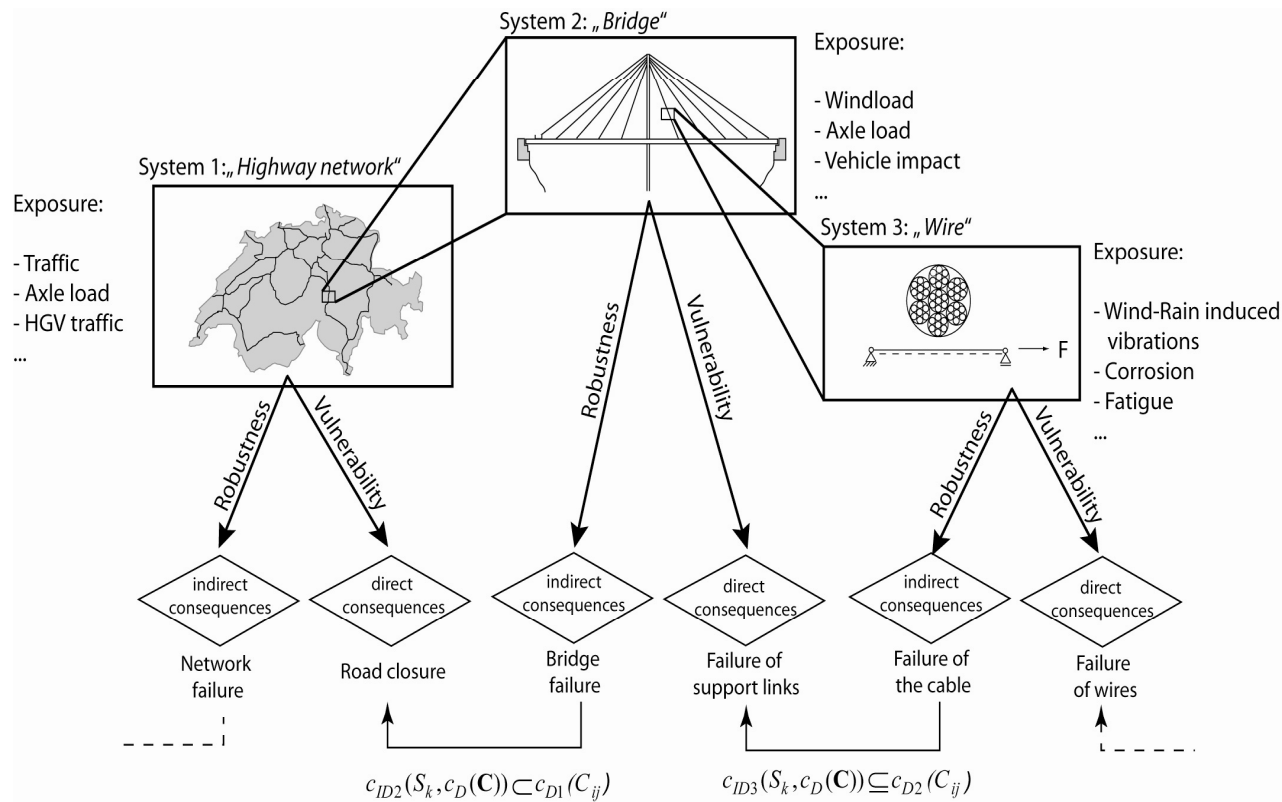 System 2: „Bridge“
Exposure:
- Windload
- Axle load
- Vehicle impact
...
System 1:„Highway network“
Exposure:
- Traffic
- Axle load
- HGV traffic
...
System 3: „Wire“
F
Exposure:
- Wind-Rain induced
vibrations
- Corrosion
- Fatigue
...
Robustness
Vulnerability
Robustness
Vulnerability
Robustness
Vulnerability
indirect
consequences
direct
consequences
indirect
consequences
direct
consequences
indirect
consequences
direct
consequences
Network
failure
Road closure
Bridge
failure
Failure of
support links
Failure of
the cable
Failure
of wires
c_{ID2}(S_k,c_D(C))⊂c_{D1}(C_{ij})
c_{ID3}(S_k,c_D(C))⊆c_{D2}(C_{ij})